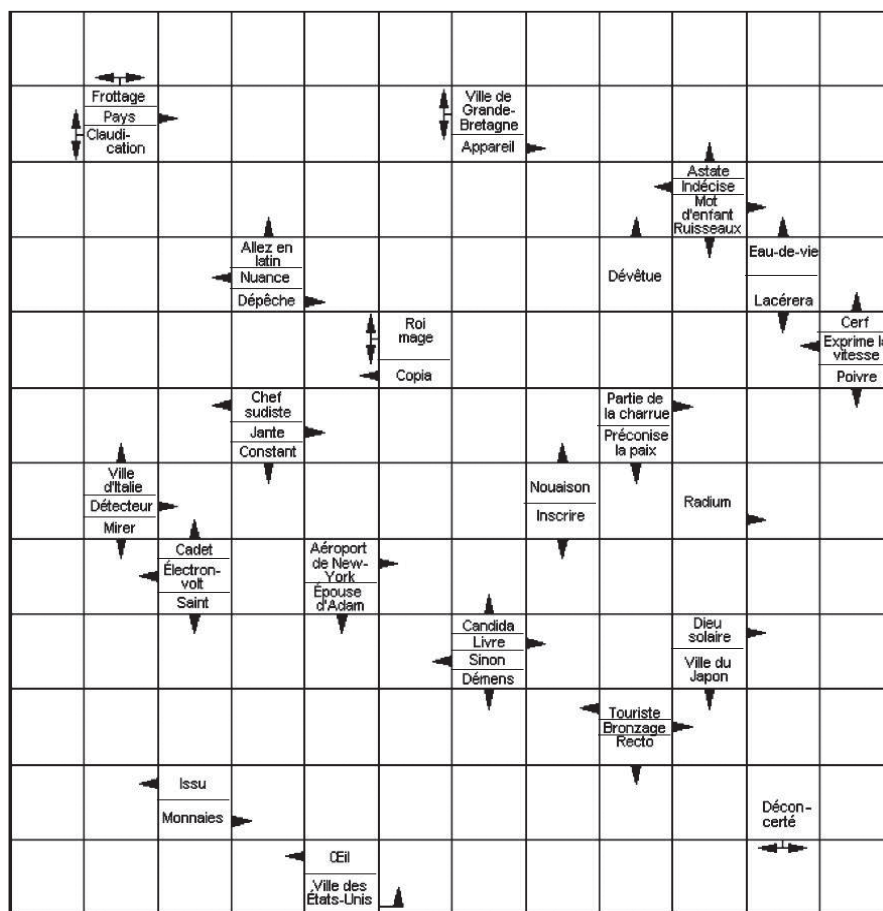 Frottage
Pays
Claudi-
cation
Ville de
Grande-
Bretagne
Appareil
Astate
Indécise
Mot
d'enfant
Ruisseaux
Allez en
latin
Nuance
Dépêche
Dévêtue
Eau-de-vie
Lacérera
Roi
mage
Copia
Cerf
Exprime la
vitesse
Poivre
Chef
sudiste
Jante
Constant
Partie de
la charrue
Préconise
la paix
Ville
d'Italie
Détecteur
Mirer
Nouaison
Inscrire
Radium
Cadet
Électron-
volt
Saint
Aéroport
de New-
York
Épouse
d'Adam
Candida
Livre
Sinon
Démens
Dieu
solaire
Ville du
Japon
Touriste
Bronzage
Recto
Issu
Monnaies
Décon-
certé
Œil
Ville des
États-Unis